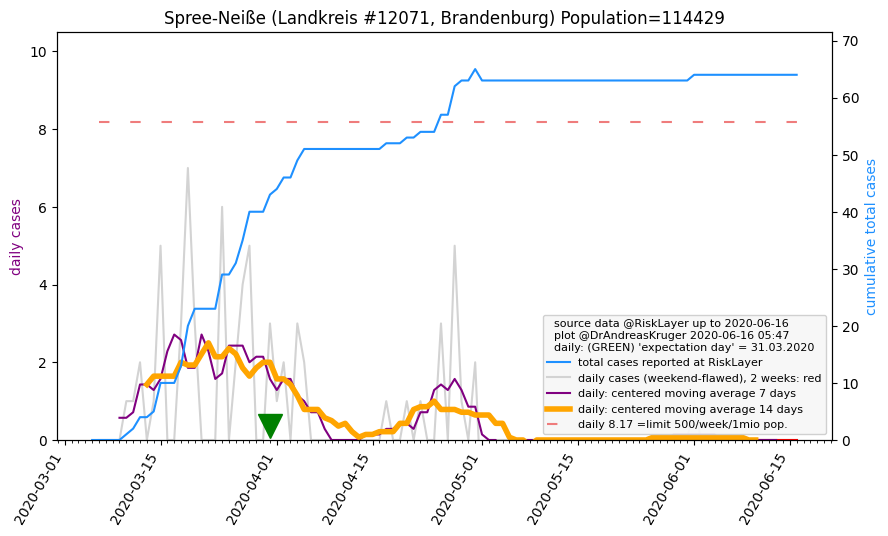 Spree-Neiße (Landkreis #12071, Brandenburg) Population=114429
10
8
6
4
2
0
daily cases
70
60
50
40
30
20
10
0
cumulative total cases
source data @RiskLayer up to 2020-06-16
plot @DrAndreasKruger 2020-06-16 05:47
daily: (GREEN) 'expectation day' = 31.03.2020
total cases reported at RiskLayer
daily cases (weekend-flawed), 2 weeks: red
daily: centered moving average 7 days
daily: centered moving average 14 days
daily 8.17 =limit 500/week/1mio pop.
2020-03-01
2020-03-15
2020-04-01
2020-04-15
2020-05-01
2020-05-15
2020-06-01
2020-06-15